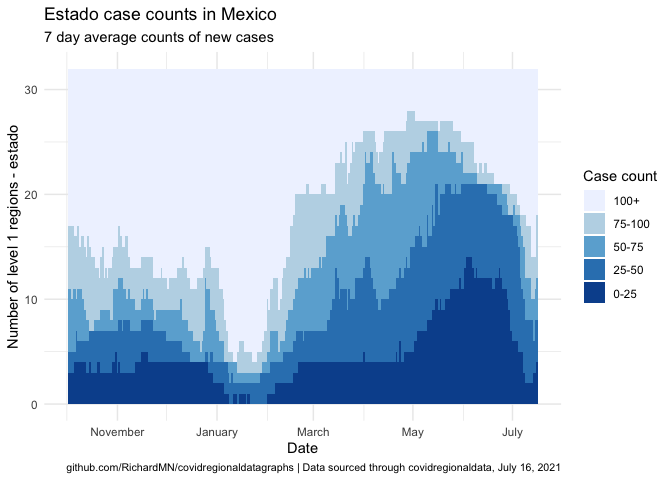 Estado case counts in Mexico
7 day average counts of new cases
Number of level 1 regions - estado
30
20
10
0
November
January
March
May
July
Date
Case count
100+
75-100
50-75
25-50
0-25
github.com/RichardMN/covidregionaldatagraphs | Data sourced through covidregionaldata, July 16, 2021